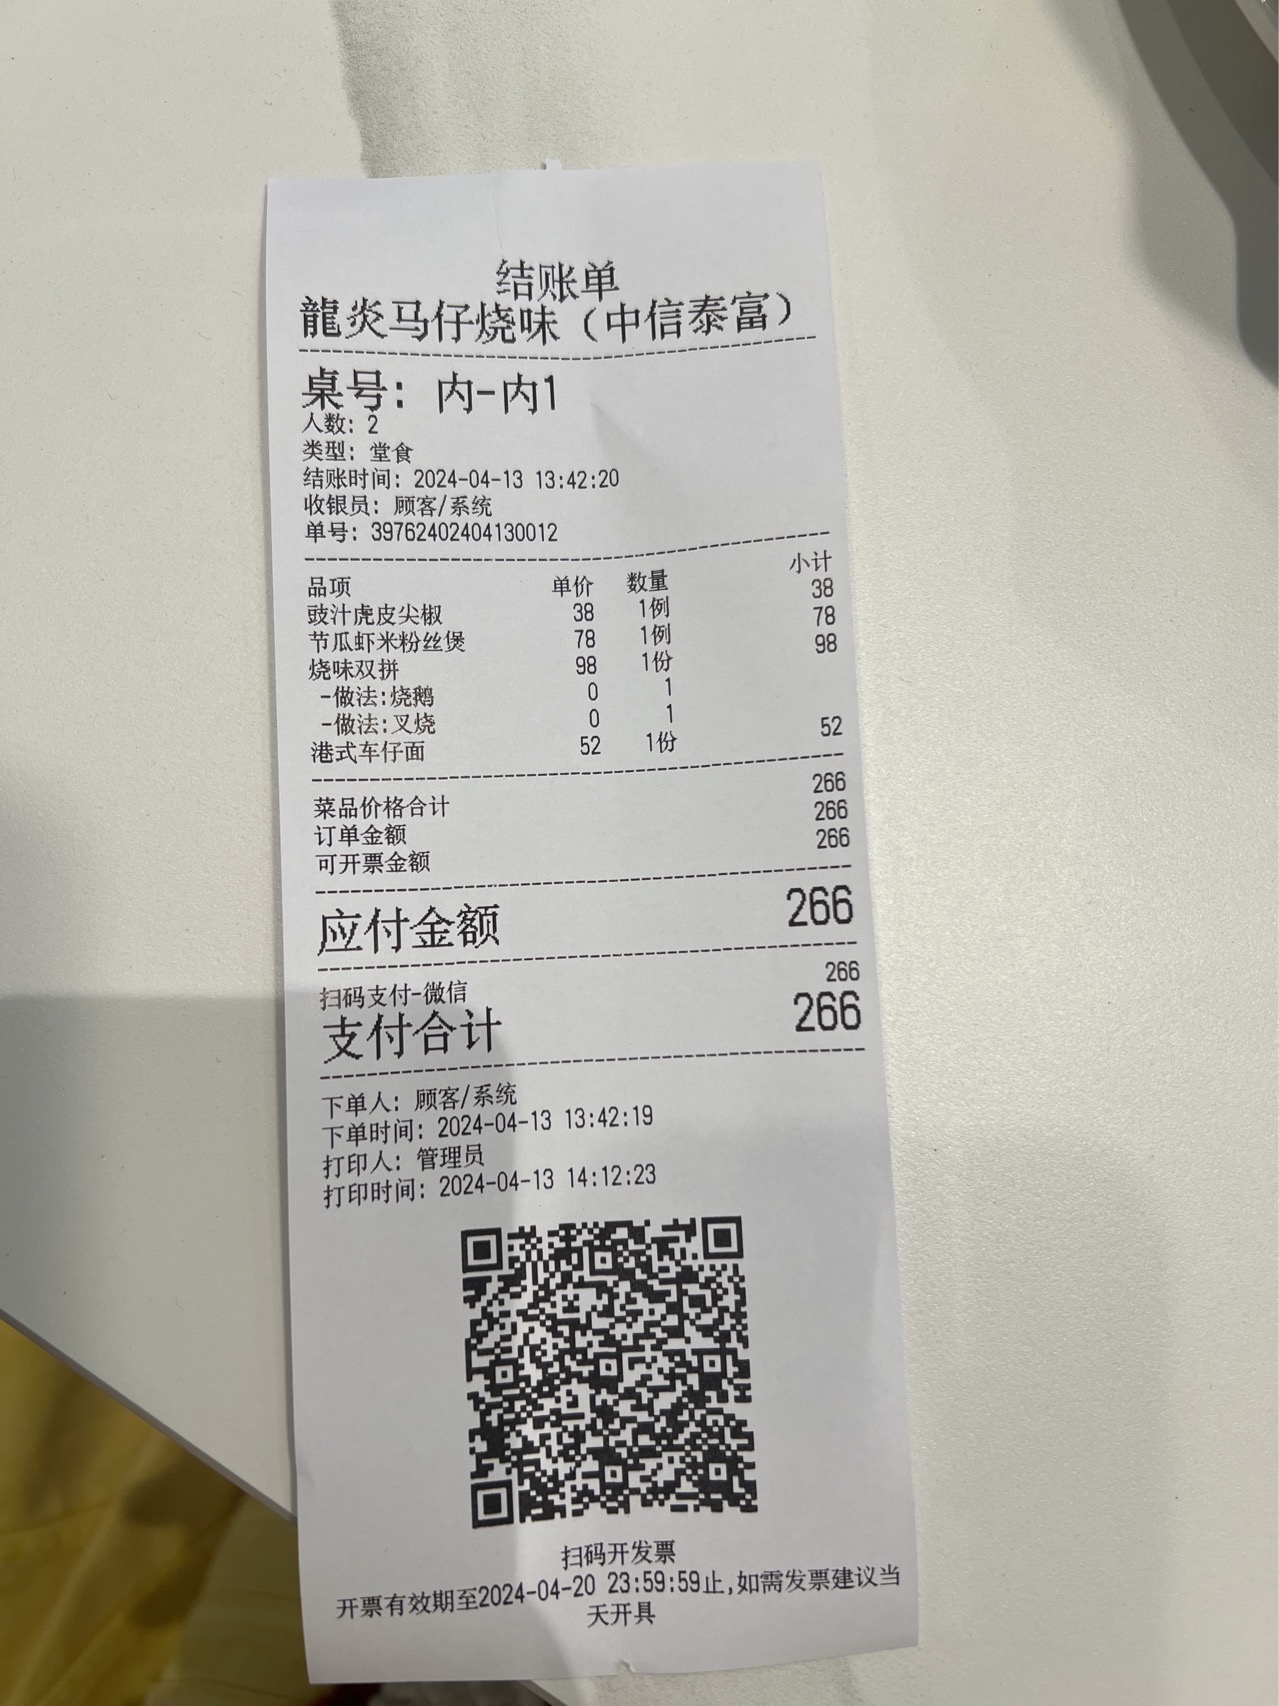 结账单
龍炎马仔烧味（中信泰富）
桌号：内-内1
人数：2
类型：堂食
结账时间：2024-04-13 13:42:20
收银员：顾客/系统
单号：39762402404130012
品项 单价 数量 小计
豉汁虎皮尖椒 38 1例 38
节瓜虾米粉丝煲 78 1例 78
烧味双拼 98 1份 98
-做法:烧鹅 0 1
-做法:叉烧 0 1
港式车仔面 52 1份 52
菜品价格合计 266
订单金额 266
可开票金额 266
应付金额 266
扫码支付-微信 266
支付合计 266
下单人：顾客/系统
下单时间：2024-04-13 13:42:19
打印人：管理员
打印时间：2024-04-13 14:12:23
扫码开发票
开票有效期至2024-04-20 23:59:59止,如需发票建议当
天开具